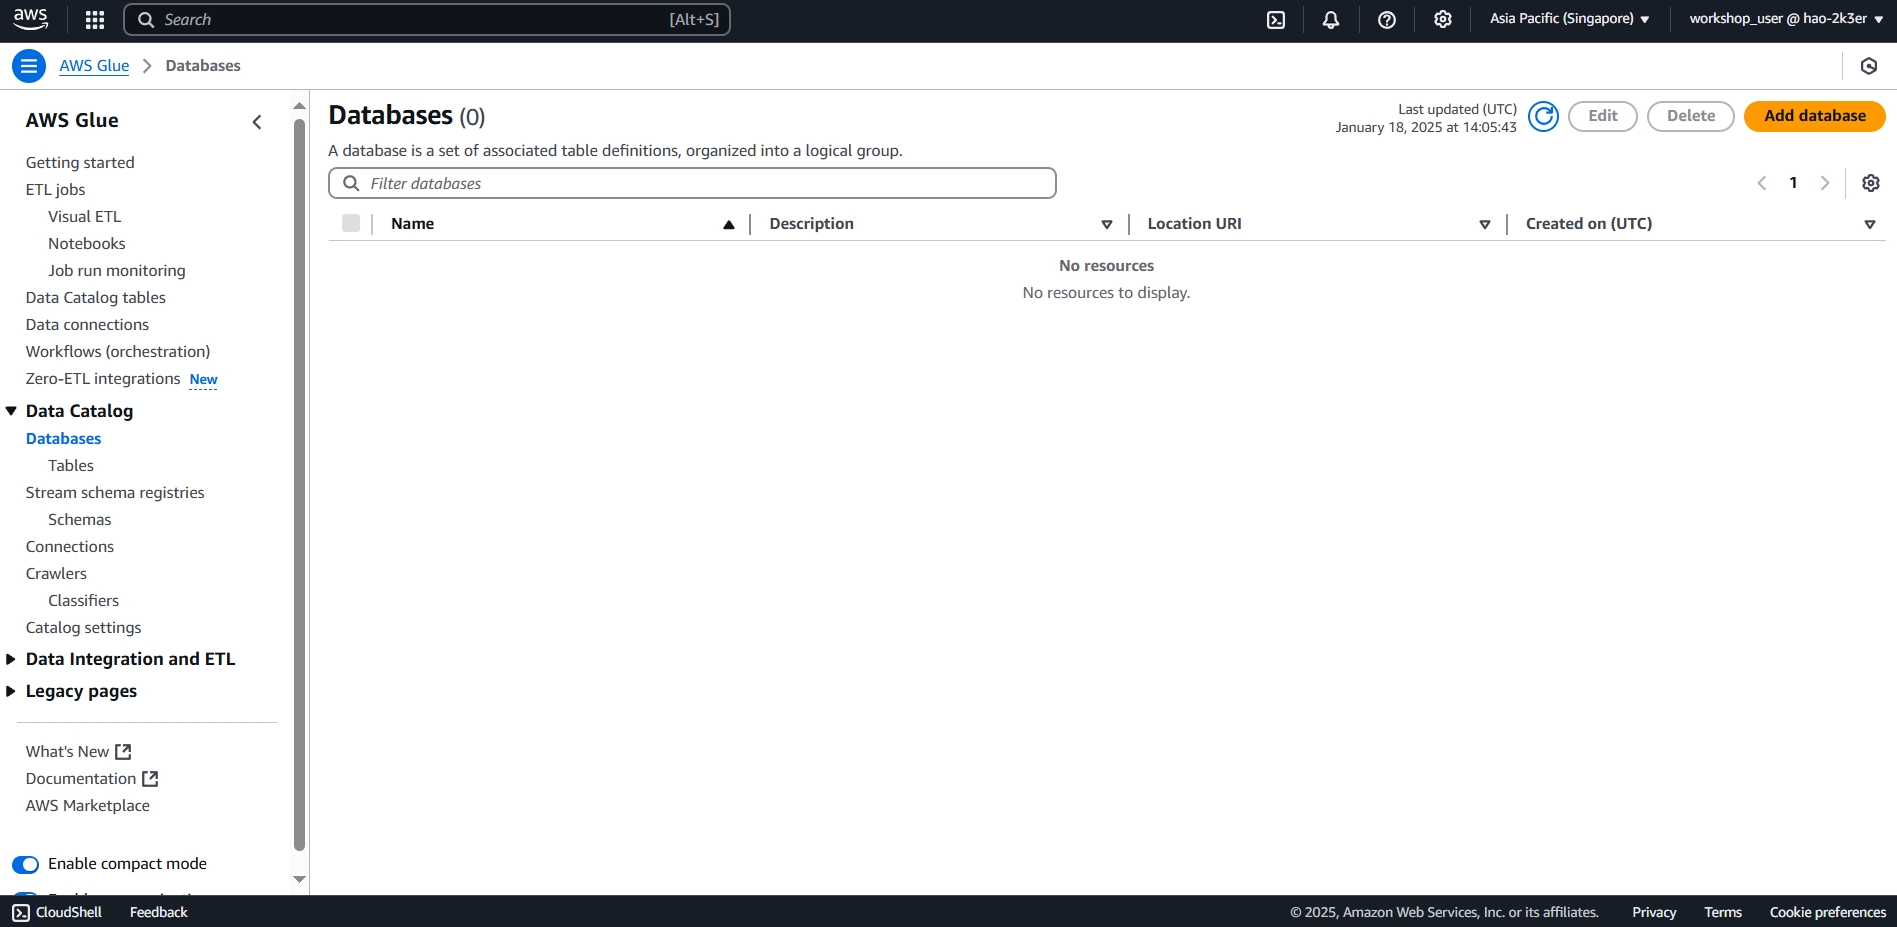 aws
Search
[Alt+S]
Asia Pacific (Singapore)
workshop_user @ hao-2k3er
AWS Glue
Databases
AWS Glue
Getting started
ETL jobs
Visual ETL
Notebooks
Job run monitoring
Data Catalog tables
Data connections
Workflows (orchestration)
Zero-ETL integrations New
Data Catalog
Databases
Tables
Stream schema registries
Schemas
Connections
Crawlers
Classifiers
Catalog settings
Data Integration and ETL
Legacy pages
What's New
Documentation
AWS Marketplace
Enable compact mode
Databases (0)
Last updated (UTC)
January 18, 2025 at 14:05:43
Edit
Delete
Add database
A database is a set of associated table definitions, organized into a logical group.
Filter databases
1
Name
Description
Location URI
Created on (UTC)
No resources
No resources to display.
CloudShell
Feedback
© 2025, Amazon Web Services, Inc. or its affiliates.
Privacy
Terms
Cookie preferences